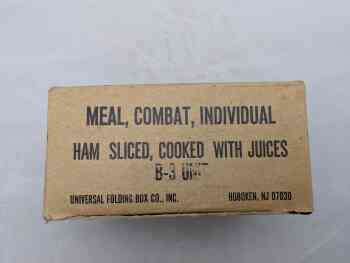 MEAL, COMBAT, INDIVIDUAL
HAM SLICED, COOKED WITH JUICES
B-3 UNIT
UNIVERSAL FOLDING BOX CO., INC. HOBOKEN, NJ 07030